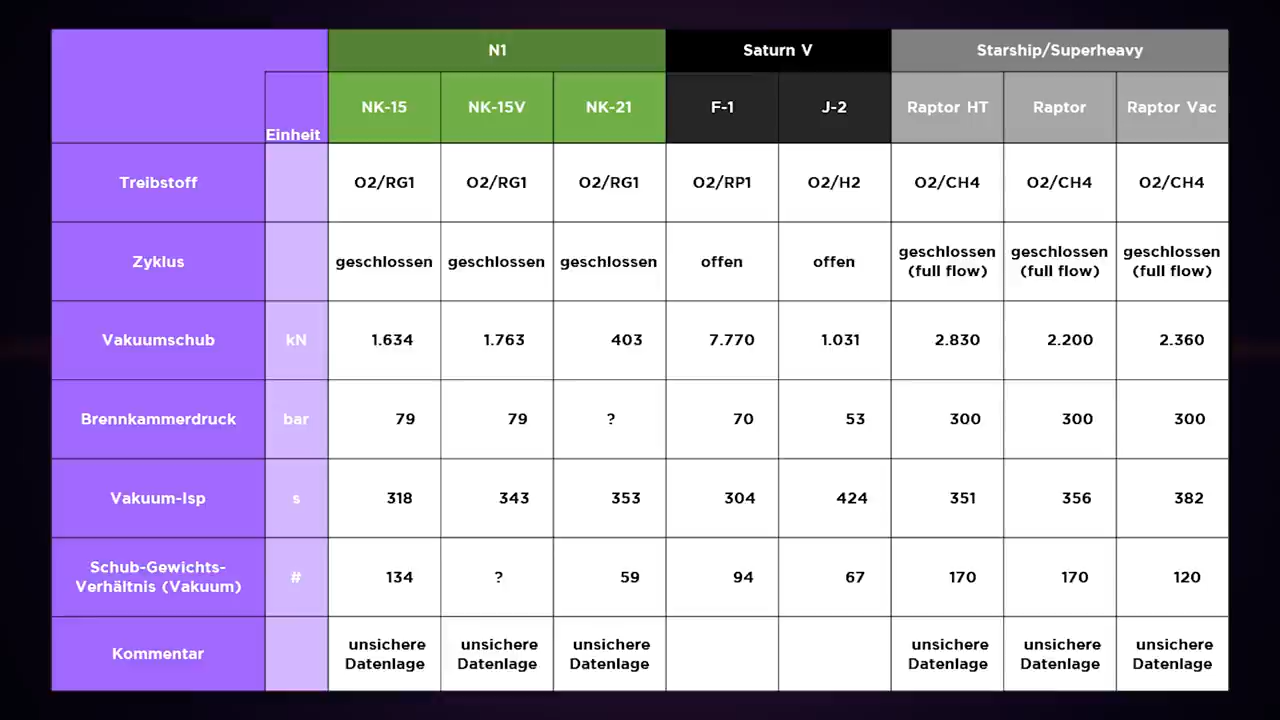 N1 Saturn V Starship/Superheavy
Einheit NK-15 NK-15V NK-21 F-1 J-2 Raptor HT Raptor Raptor Vac
Treibstoff O2/RG1 O2/RG1 O2/RG1 O2/RP1 O2/H2 O2/CH4 O2/CH4 O2/CH4
Zyklus geschlossen geschlossen geschlossen offen offen geschlossen geschlossen geschlossen
(full flow) (full flow) (full flow)
Vakuumschub kN 1.634 1.763 403 7.770 1.031 2.830 2.200 2.360
Brennkammerdruck bar 79 79 ? 70 53 300 300 300
Vakuum-Isp s 318 343 353 304 424 351 356 382
Schub-Gewichts-
Verhältnis (Vakuum) # 134 ? 59 94 67 170 170 120
Kommentar unsichere unsichere unsichere unsichere unsichere unsichere
Datenlage Datenlage Datenlage Datenlage Datenlage Datenlage